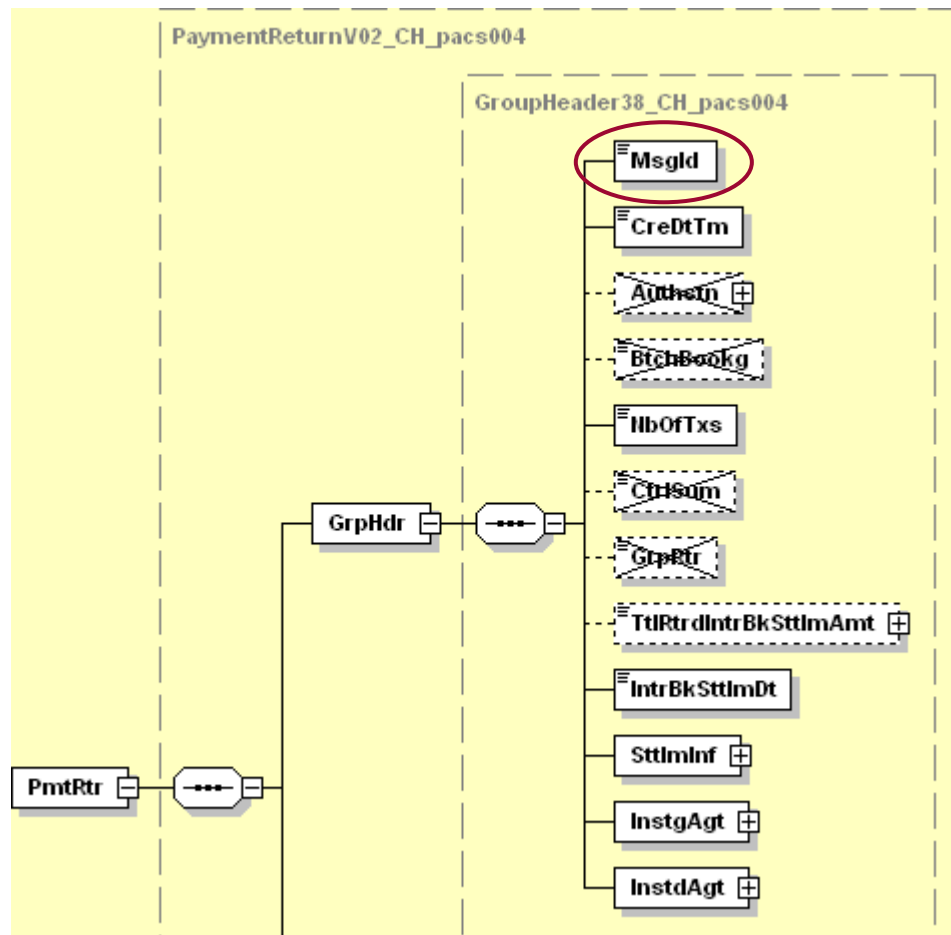 PaymentReturnV02_CH_pacs004
GroupHeader38_CH_pacs004
MsgId
CreDtTm
Authstn
BtchBookg
NbOfTxs
CtrlSum
GrpRtr
TtlRtrdIntrBkSttlmAmt
IntrBkSttlmDt
SttlmInf
InstgAgt
InstdAgt
GrpHdr
PmtRtr